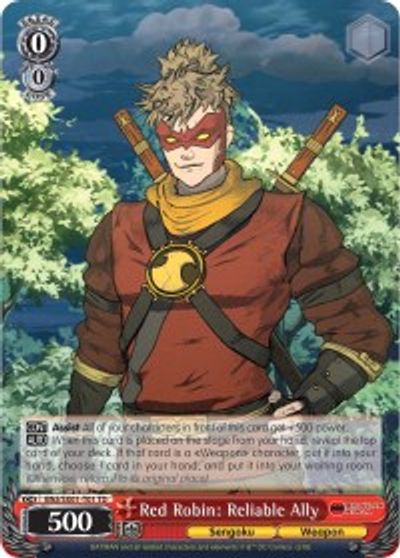 0
0
CONT Assist All of your characters in front of this card get +500 power.
AUTO When this card is placed on the stage from your hand, reveal the top
card of your deck. If that card is a «Weapon» character, put it into your
hand, choose 1 card in your hand, and put it into your waiting room.
(Otherwise, return it to its original place)
500
Red Robin: Reliable Ally
Sengoku
Weapon